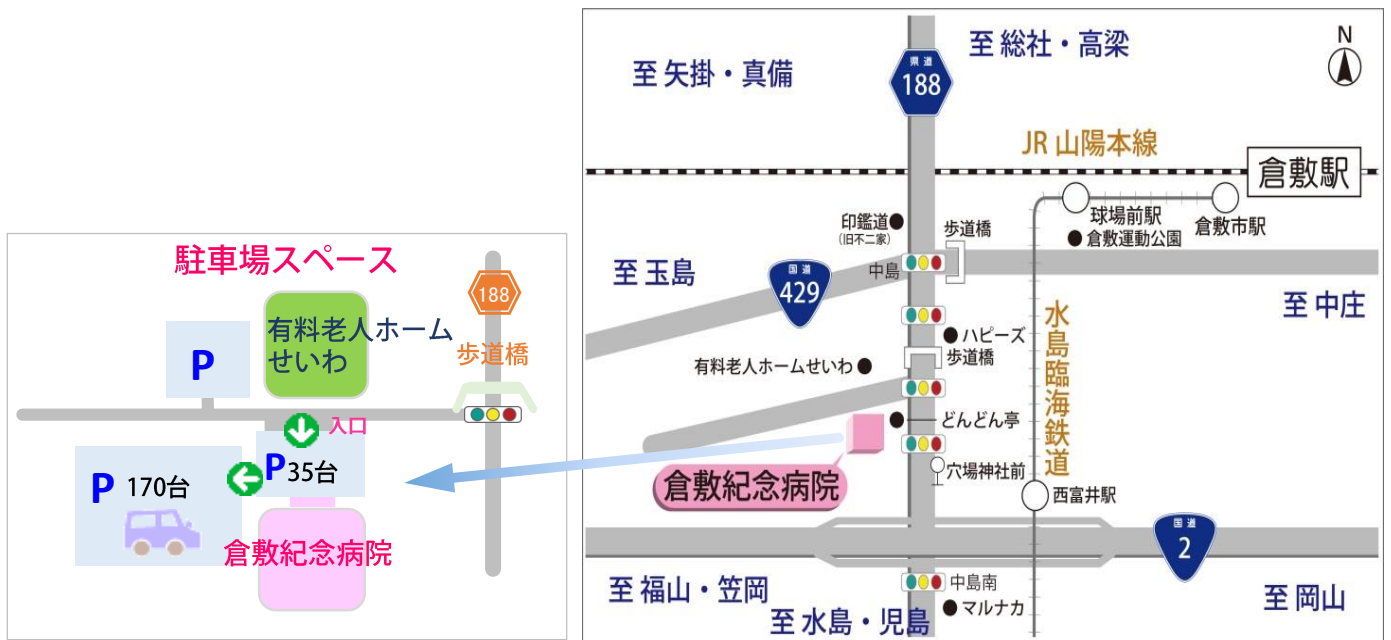 駐車場スペース
188
有料老人ホーム
せいわ
歩道橋
P
入口
P35台
P 170台
倉敷紀念病院
至 矢掛・真備
県道
188
至 総社・高梁
N
JR 山陽本線
倉敷駅
印鑑道
(旧不二家)
歩道橋
球場前駅
倉敷運動公園
倉敷市駅
至 玉島
国道
429
中島
至 中庄
ハピーズ
歩道橋
有料老人ホームせいわ
水島臨海鉄道
どんどん亭
倉敷紀念病院
穴場神社前
西富井駅
国道
2
至 福山・笠岡
中島南
至 岡山
マルナカ
至 水島・児島